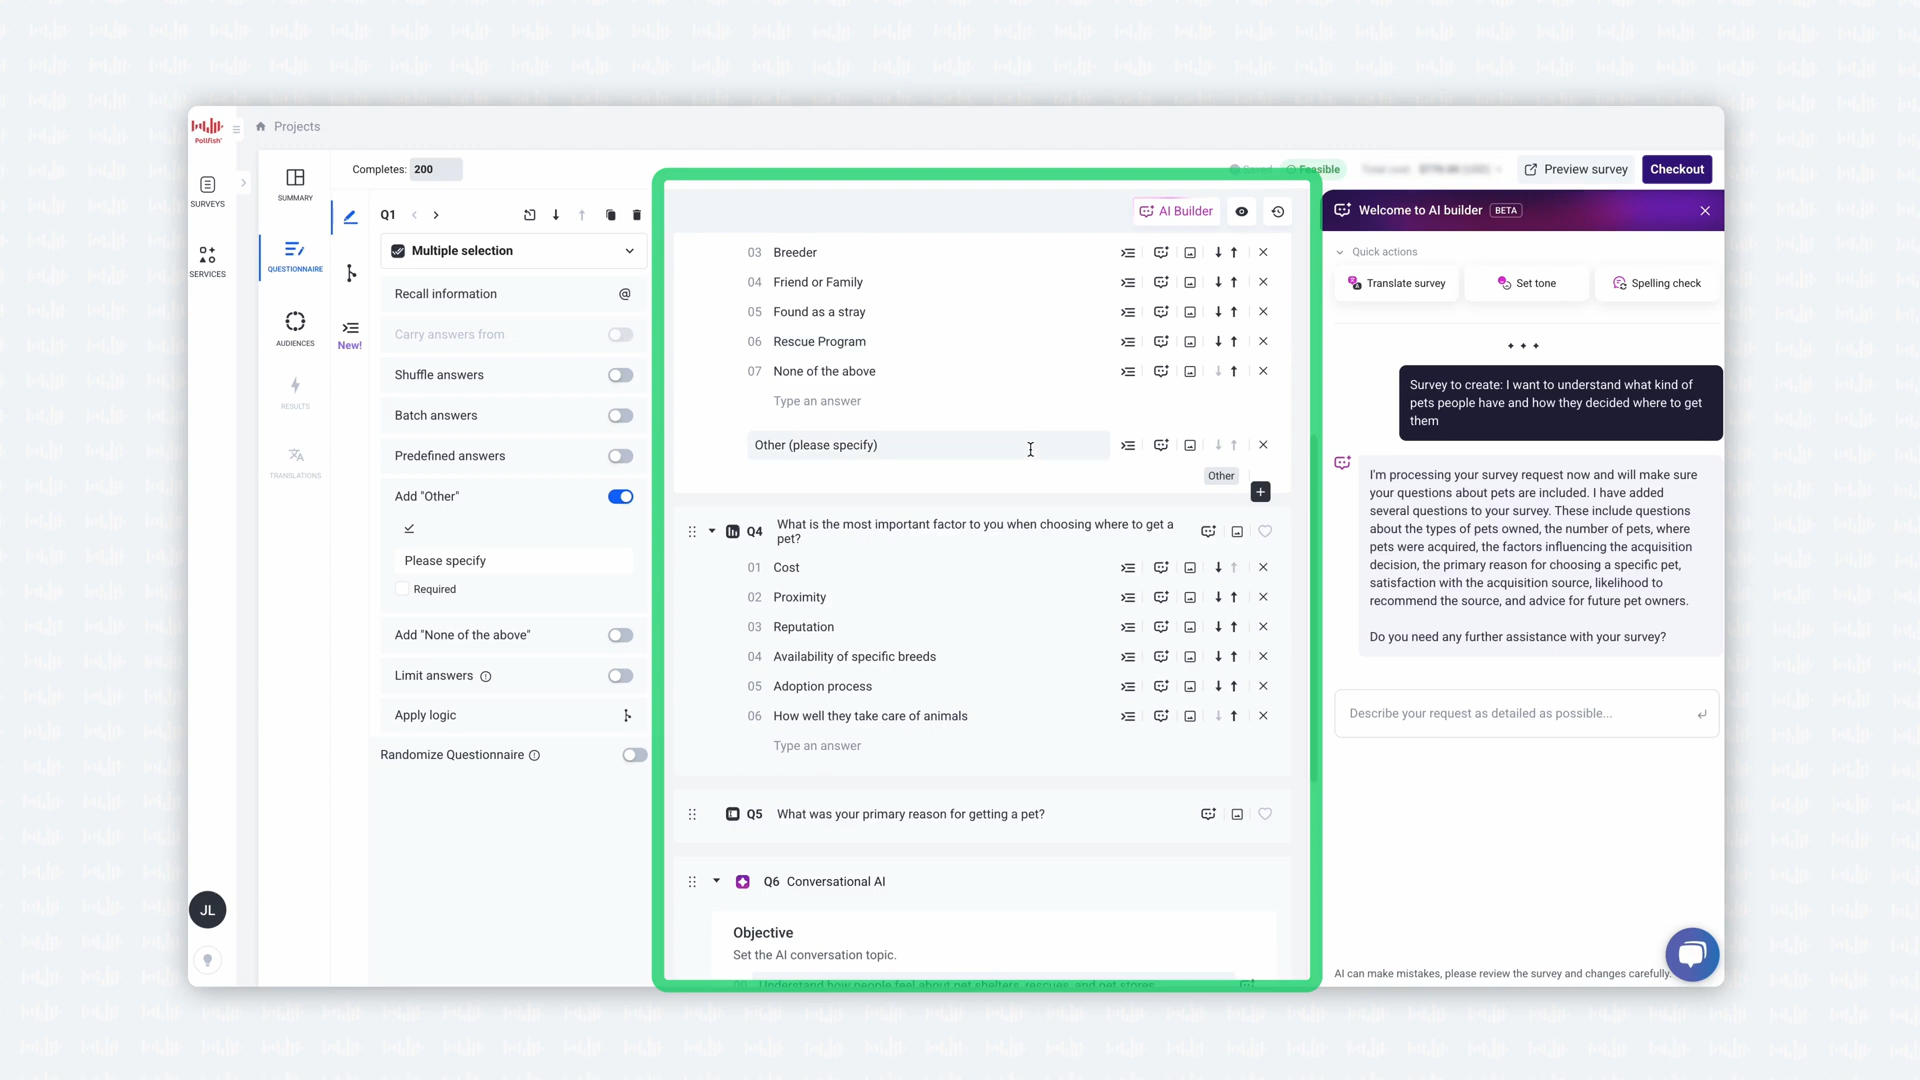 Pollfish
Projects
SURVEYS
SERVICES
JL
SUMMARY
QUESTIONNAIRE
AUDIENCES
RESULTS
TRANSLATIONS
New!
Completes: 200
Saved
Feasible
Preview survey
Checkout
Q1
Multiple selection
Recall information @
Carry answers from
Shuffle answers
Batch answers
Predefined answers
Add "Other"
Please specify
Required
Add "None of the above"
Limit answers
Apply logic
Randomize Questionnaire
AI Builder
03 Breeder
04 Friend or Family
05 Found as a stray
06 Rescue Program
07 None of the above
Type an answer
Other (please specify)
Other
Q4 What is the most important factor to you when choosing where to get a
pet?
01 Cost
02 Proximity
03 Reputation
04 Availability of specific breeds
05 Adoption process
06 How well they take care of animals
Type an answer
Q5 What was your primary reason for getting a pet?
Q6 Conversational AI
Objective
Set the AI conversation topic.
Understand how people feel about pet shelters, rescues, and pet stores
Welcome to AI builder BETA
Quick actions
Translate survey
Set tone
Spelling check
Survey to create: I want to understand what kind of
pets people have and how they decided where to get
them
I'm processing your survey request now and will make sure
your questions about pets are included. I have added
several questions to your survey. These include questions
about the types of pets owned, the number of pets, where
pets were acquired, the factors influencing the acquisition
decision, the primary reason for choosing a specific pet,
satisfaction with the acquisition source, likelihood to
recommend the source, and advice for future pet owners.
Do you need any further assistance with your survey?
Describe your request as detailed as possible...
AI can make mistakes, please review the survey and changes carefully.